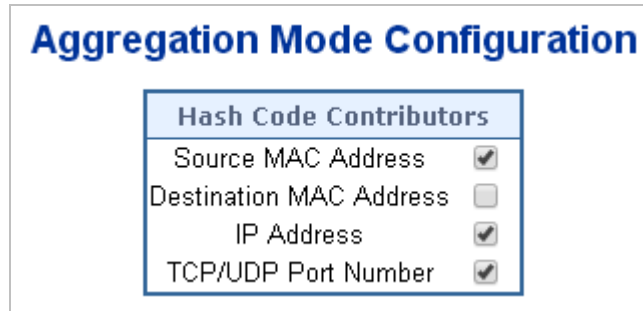 Aggregation Mode Configuration
Hash Code Contributors
Source MAC Address
Destination MAC Address
IP Address
TCP/UDP Port Number